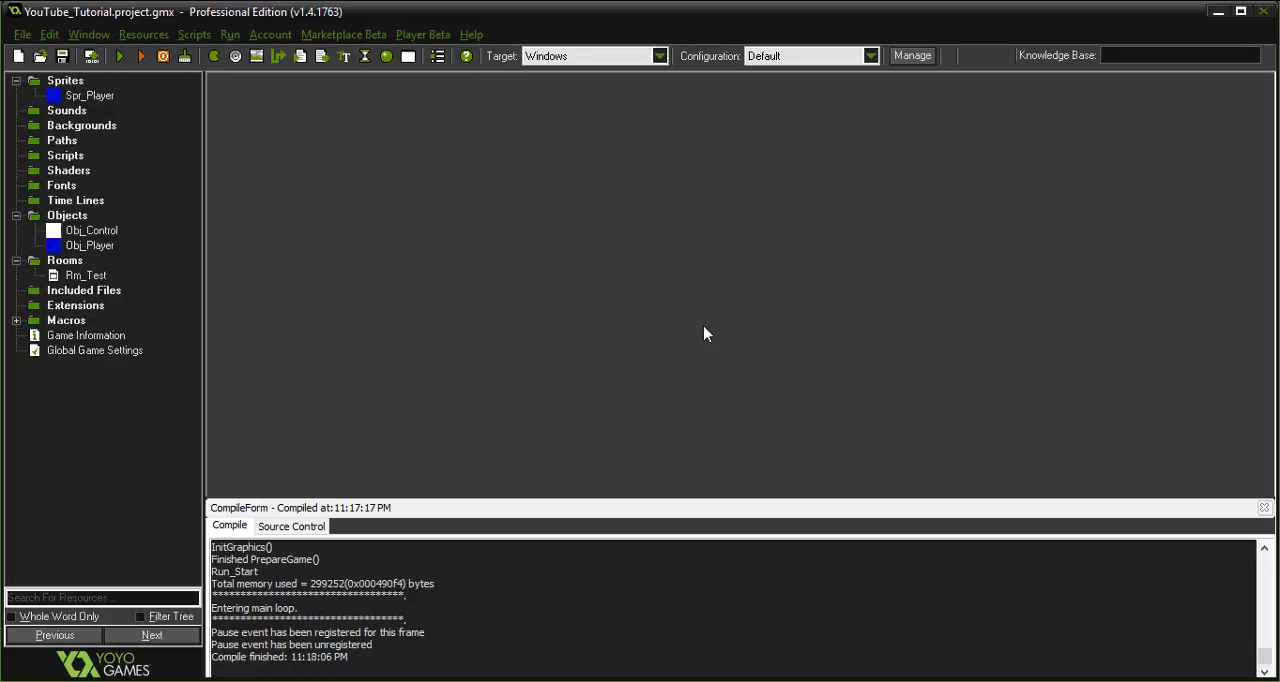 YouTube_Tutorial.project.gmx - Professional Edition (v1.4.1763)
File Edit Window Resources Scripts Run Account Marketplace Beta Player Beta Help
Target: Windows Configuration: Default Manage Knowledge Base:
Sprites
Spr_Player
Sounds
Backgrounds
Paths
Scripts
Shaders
Fonts
Time Lines
Objects
Obj_Control
Obj_Player
Rooms
Rm_Test
Included Files
Extensions
Macros
Game Information
Global Game Settings
Search For Resources...
Whole Word Only Filter Tree
Previous Next
YOYO
GAMES
CompileForm - Compiled at:11:17:17 PM
Compile Source Control
InitGraphics()
Finished PrepareGame()
Run_Start
Total memory used = 299252(0x000490f4) bytes
**********************************.
Entering main loop.
**********************************.
Pause event has been registered for this frame
Pause event has been unregistered
Compile finished: 11:18:06 PM